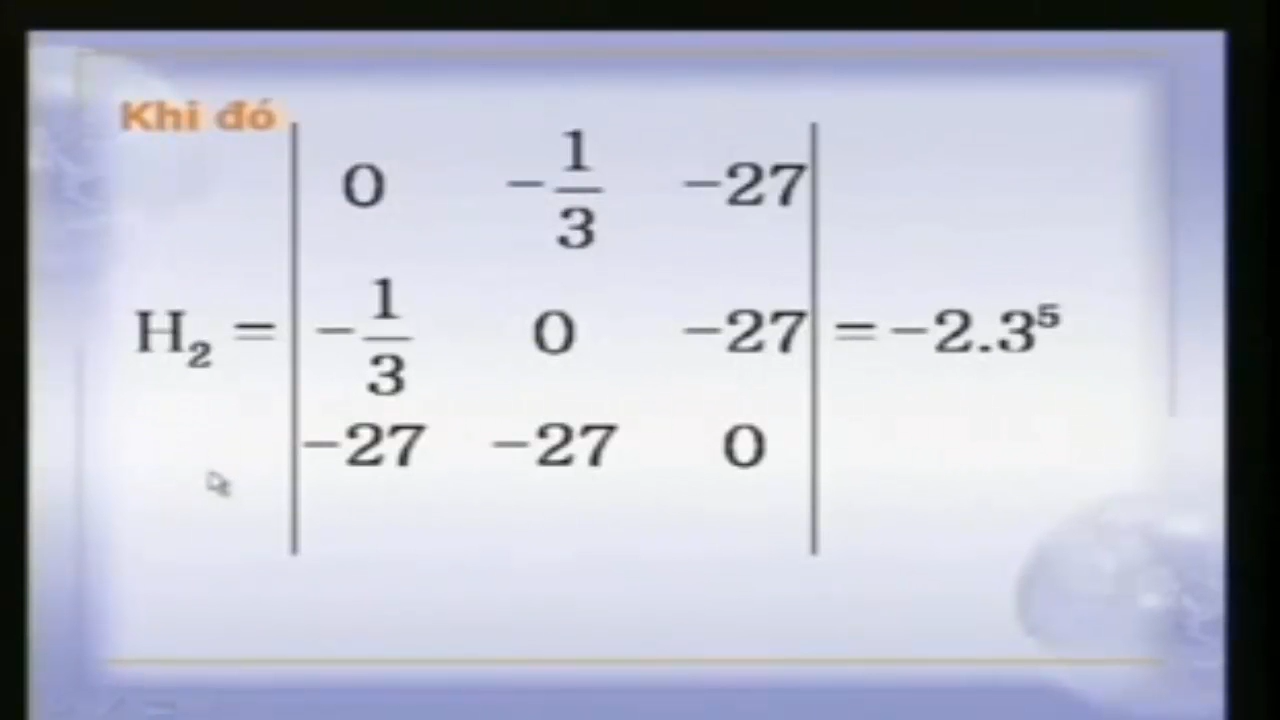 Khi đó
0 -1/3 -27
H₂ = -1/3 0 -27 = -2.3⁵
-27 -27 0